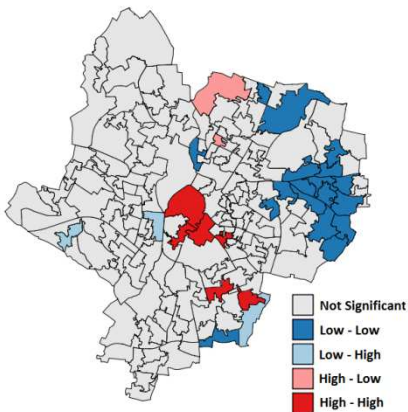 Not Significant
Low - Low
Low - High
High - Low
High - High